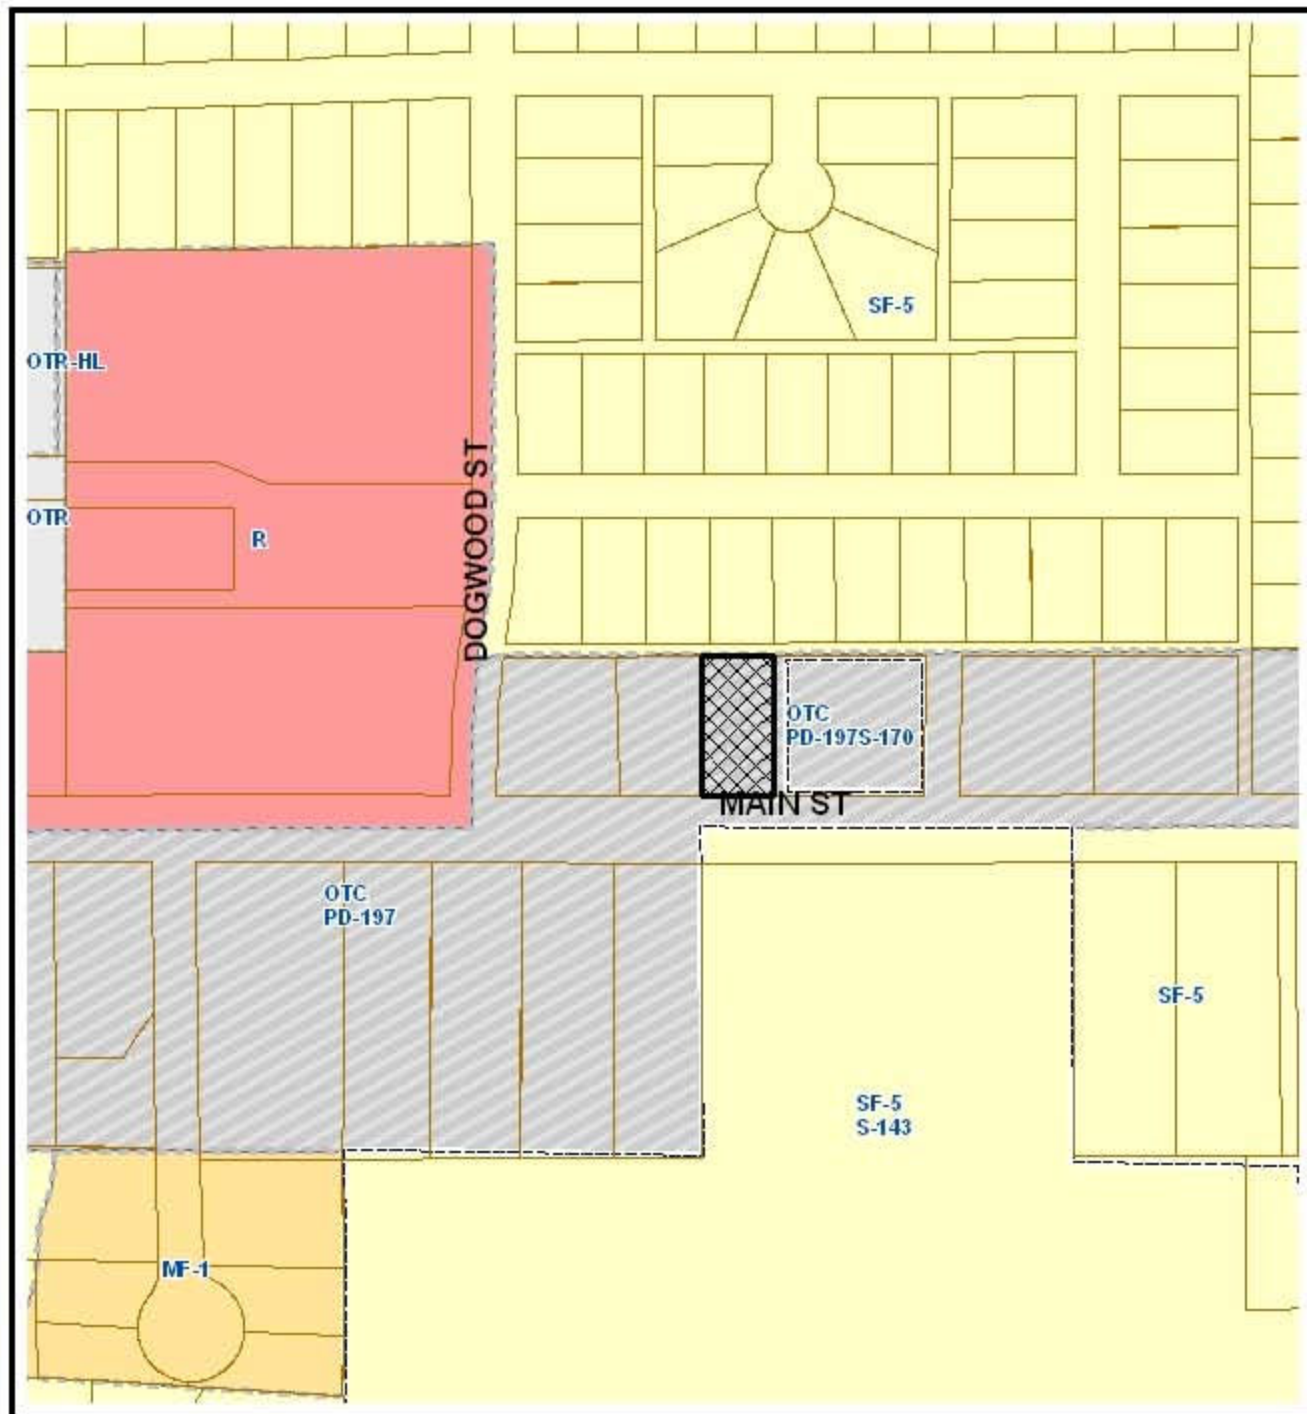 SF-5
OTR-HL
DOGWOOD ST
OTR
R
OTC
PD-197S-170
MAIN ST
OTC
PD-197
SF-5
SF-5
S-143
MF-1